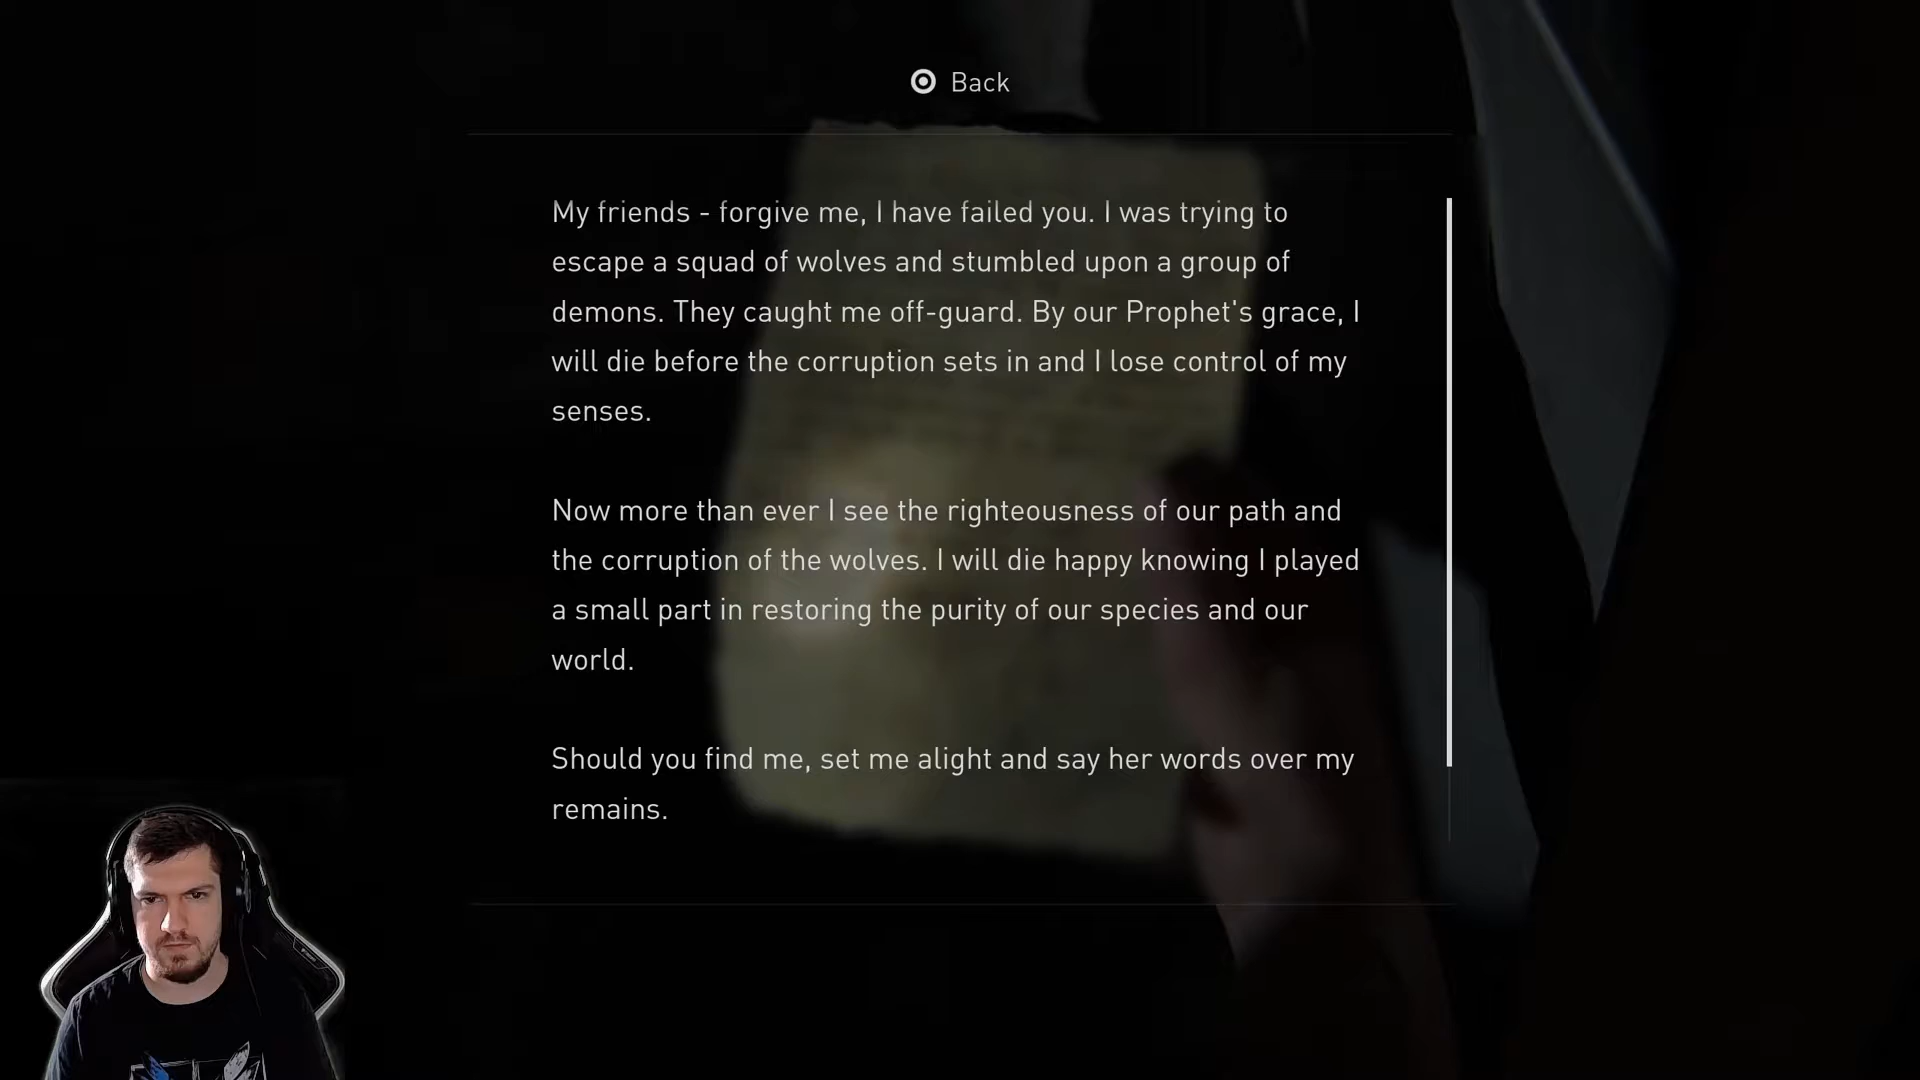 Back
My friends - forgive me, I have failed you. I was trying to
escape a squad of wolves and stumbled upon a group of
demons. They caught me off-guard. By our Prophet's grace, I
will die before the corruption sets in and I lose control of my
senses.
Now more than ever I see the righteousness of our path and
the corruption of the wolves. I will die happy knowing I played
a small part in restoring the purity of our species and our
world.
Should you find me, set me alight and say her words over my
remains.